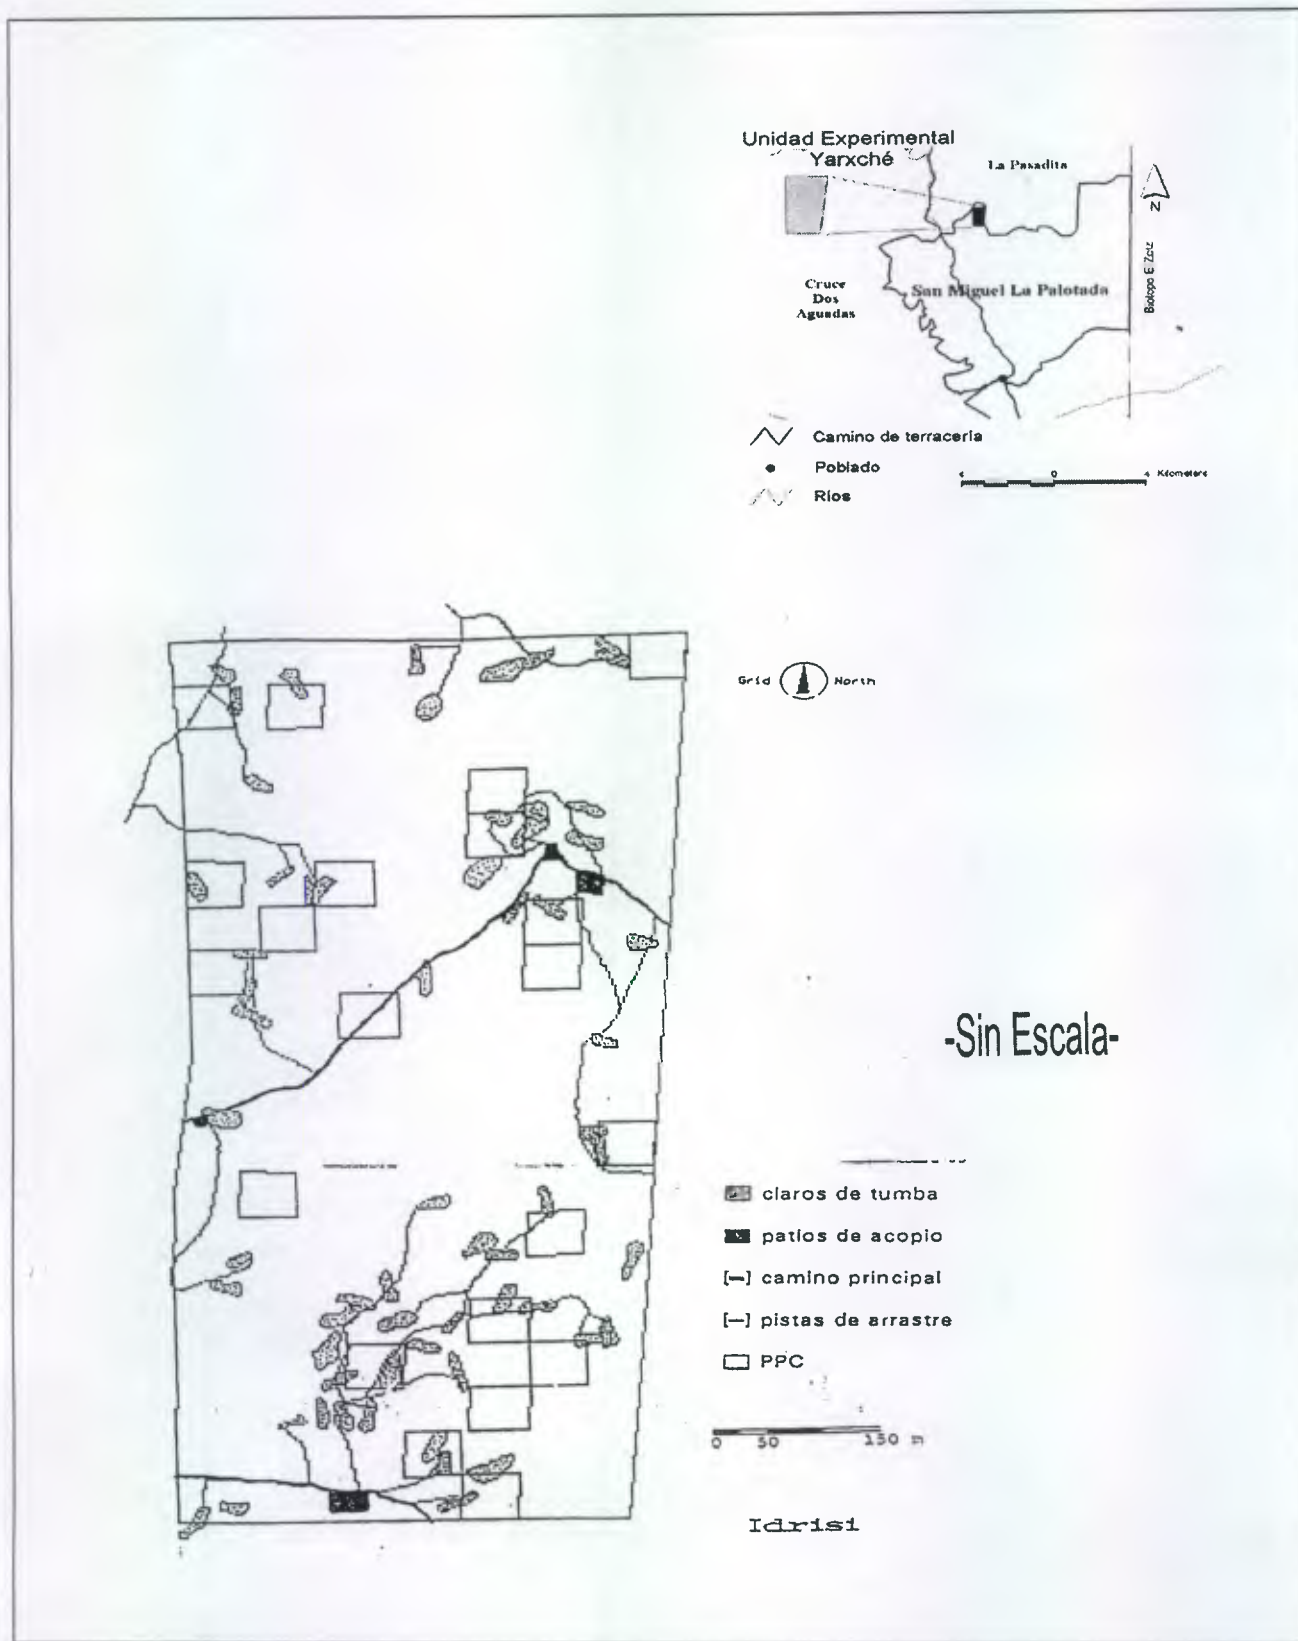 Unidad Experimental
Yarxché
La Pasadita
N
Cruce
Dos
Aguadas
San Miguel La Palotada
Biotopo El Zotz
Camino de terracería
Poblado
Ríos
4 0 4 Kilometers
Grid North
-Sin Escala-
claros de tumba
patios de acopio
[—] camino principal
[—] pistas de arrastre
PPC
0 50 150 m
Idrisi